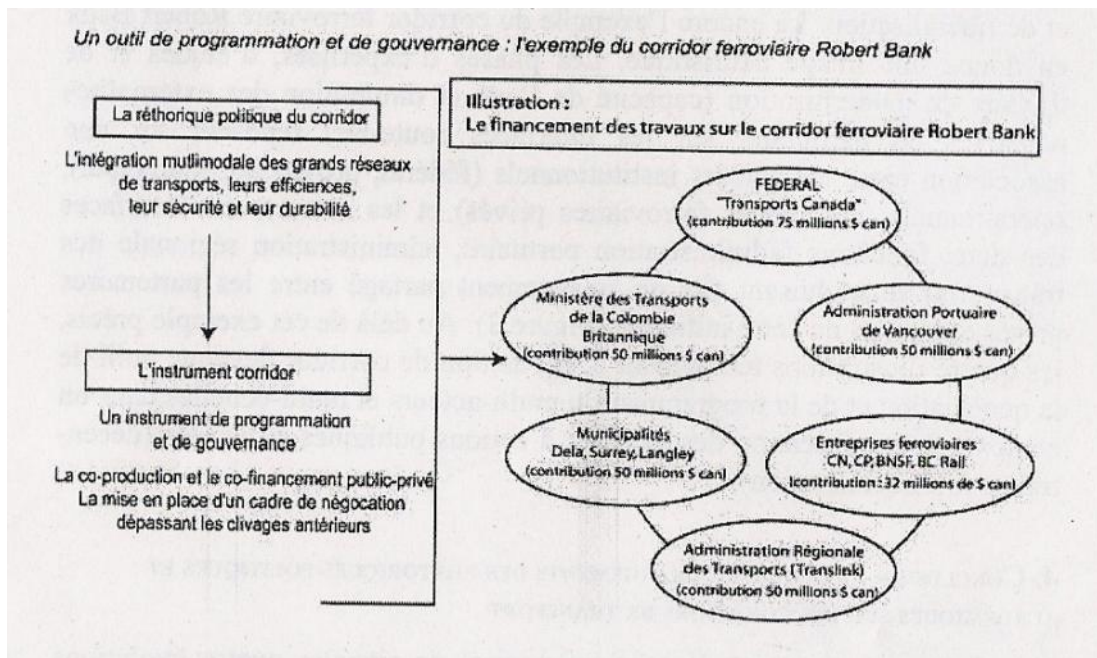 Un outil de programmation et de gouvernance : l'exemple du corridor ferroviaire Robert Bank
La réthorique politique du corridor
L'intégration mutlimodale des grands réseaux
de transports, leurs efficiences,
leur sécurité et leur durabilité
L'instrument corridor
Un instrument de programmation
et de gouvernance
La co-production et le co-financement public-privé
La mise en place d'un cadre de négocation
dépassant les clivages antérieurs
Illustration :
Le financement des travaux sur le corridor ferroviaire Robert Bank
FEDERAL
"Transports Canada"
(contribution 75 millions $ can)
Ministère des Transports
de la Colombie
Britannique
(contribution 50 millions $ can)
Administration Portuaire
de Vancouver
(contribution 50 millions $ can)
Municipalités
Dela, Surrey, Langley
(contribution 50 millions $ can)
Entreprises ferroviaires
CN, CP, BNSF, BC Rail
(contribution : 32 millions de $ can)
Administration Régionale
des Transports (Translink)
(contribution 50 millions $ can)